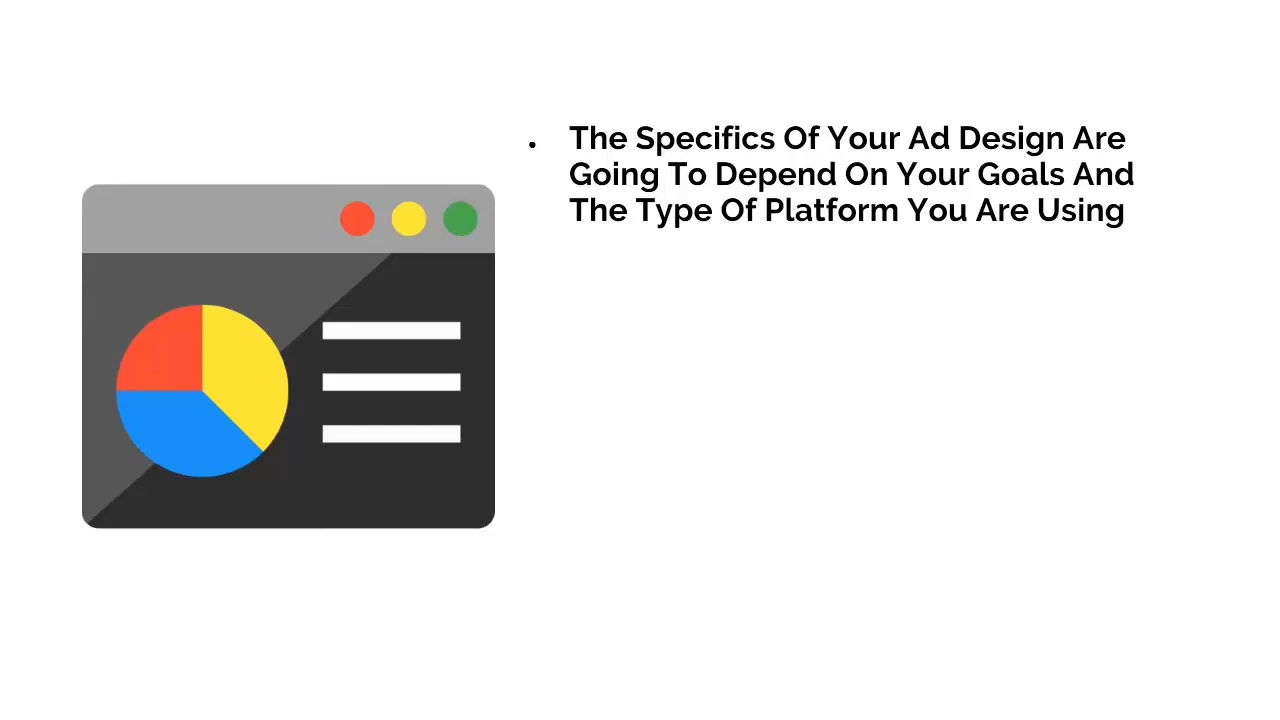 • The Specifics Of Your Ad Design Are
Going To Depend On Your Goals And
The Type Of Platform You Are Using